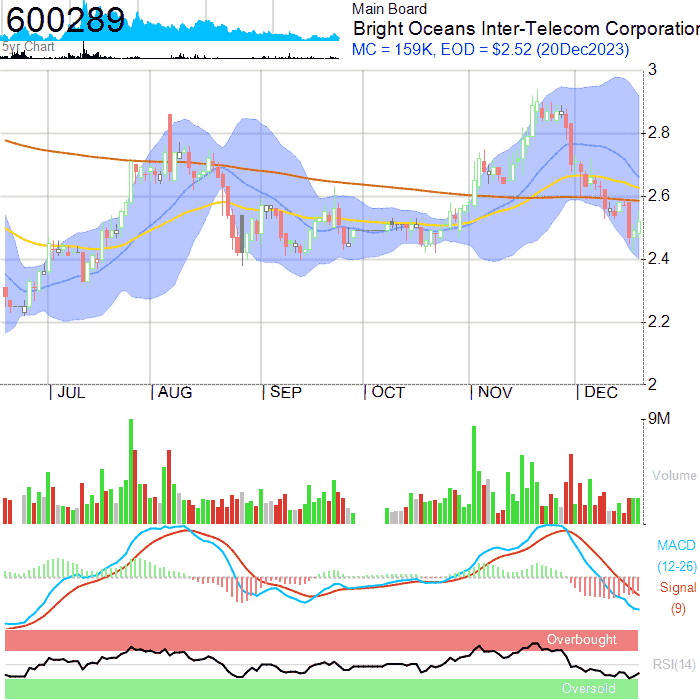 600289
5yr Chart
Main Board
Bright Oceans Inter-Telecom Corporation
MC = 159K, EOD = $2.52 (20Dec2023)
3
2.8
2.6
2.4
2.2
2
JUL AUG SEP OCT NOV DEC
9M
Volume
MACD
(12-26)
Signal
(9)
Overbought
RSI(14)
Oversold